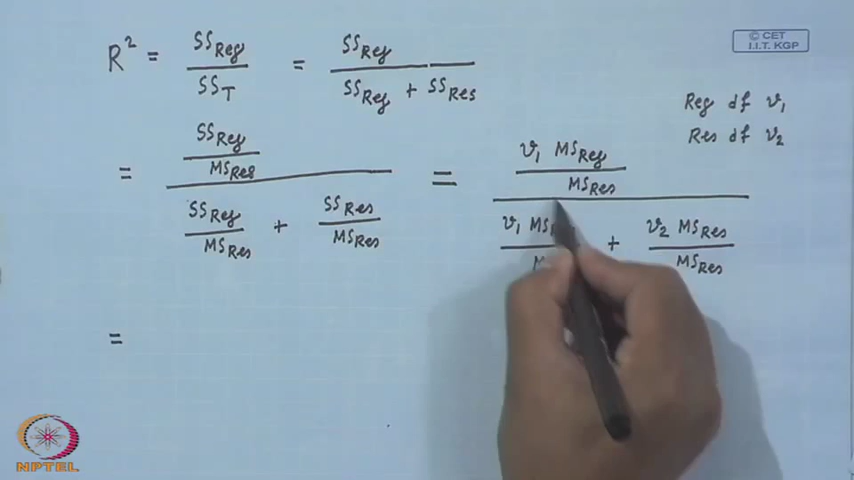 © CET
I.I.T. KGP
R² = SS_Reg / SS_T = SS_Reg / (SS_Reg + SS_Res)
Reg df ν₁
Res df ν₂
= (SS_Reg / MS_Res) / (SS_Reg / MS_Res + SS_Res / MS_Res) = (ν₁ MS_Reg / MS_Res) / (ν₁ MS / M + ν₂ MS_Res / MS_Res)
=
NPTEL